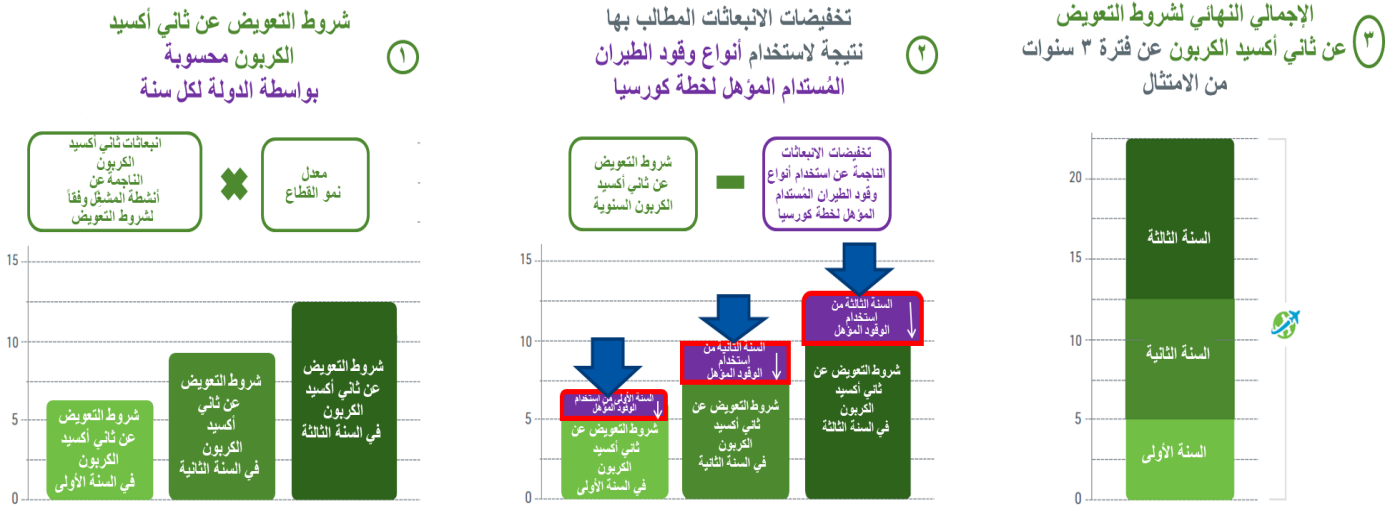 شروط التعويض عن ثاني أكسيد
الكربون محسوبة
بواسطة الدولة لكل سنة
١
انبعاثات ثاني أكسيد
الكربون
الناجمة عن
أنشطة المشغّل وفقاً
لشروط التعويض
معدل
نمو القطاع
15
10
5
0
شروط التعويض
عن ثاني أكسيد
الكربون
في السنة الأولى
شروط التعويض
عن ثاني
أكسيد
الكربون
في السنة الثانية
شروط التعويض
عن ثاني أكسيد
الكربون
في السنة الثالثة
تخفيضات الانبعاثات المطالب بها
نتيجة لاستخدام أنواع وقود الطيران
المُستدام المؤهل لخطة كورسيا
٢
شروط التعويض
عن ثاني أكسيد
الكربون السنوية
تخفيضات الانبعاثات
الناجمة عن استخدام أنواع
وقود الطيران المُستدام
المؤهل لخطة كورسيا
15
10
5
0
السنة الأولى من استخدام
الوقود المؤهل
شروط التعويض عن
ثاني أكسيد
الكربون
في السنة الأولى
السنة الثانية من
استخدام
الوقود المؤهل
شروط التعويض عن
ثاني أكسيد
الكربون
في السنة الثانية
السنة الثالثة من
استخدام
الوقود المؤهل
شروط التعويض عن
ثاني أكسيد
الكربون
في السنة الثالثة
الإجمالي النهائي لشروط التعويض
عن ثاني أكسيد الكربون عن فترة ٣ سنوات
من الامتثال
٣
20
15
10
5
0
السنة الثالثة
السنة الثانية
السنة الأولى